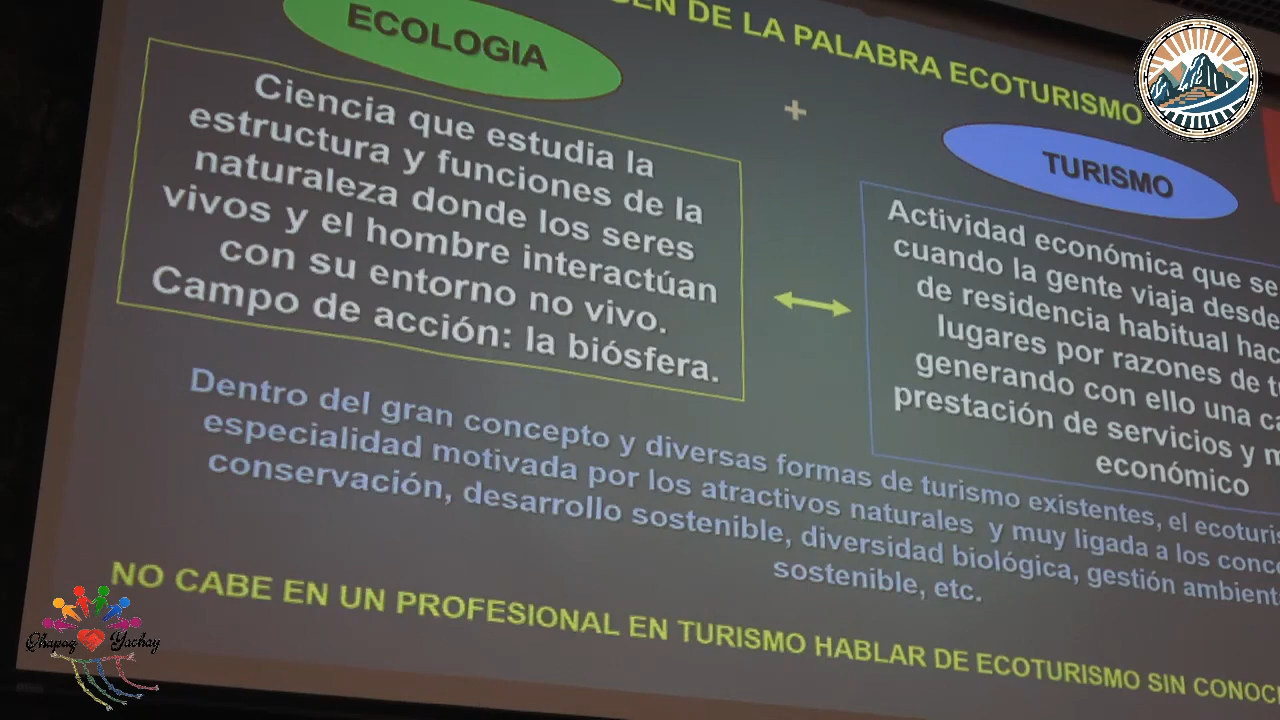 DE LA PALABRA ECOTURISMO
ECOLOGIA
+
TURISMO
Ciencia que estudia la
estructura y funciones de la
naturaleza donde los seres
vivos y el hombre interactúan
con su entorno no vivo.
Campo de acción: la biósfera.
Actividad económica que se
cuando la gente viaja desde
de residencia habitual
lugares por razones de
generando con ello una
prestación de servicios y
económico
Dentro del gran concepto y diversas formas de turismo existentes, el
especialidad motivada por los atractivos naturales y muy ligada a los
conservación, desarrollo sostenible, diversidad biológica, gestión
sostenible, etc.
NO CABE EN UN PROFESIONAL EN TURISMO HABLAR DE ECOTURISMO SIN
Qhapaq Yachay